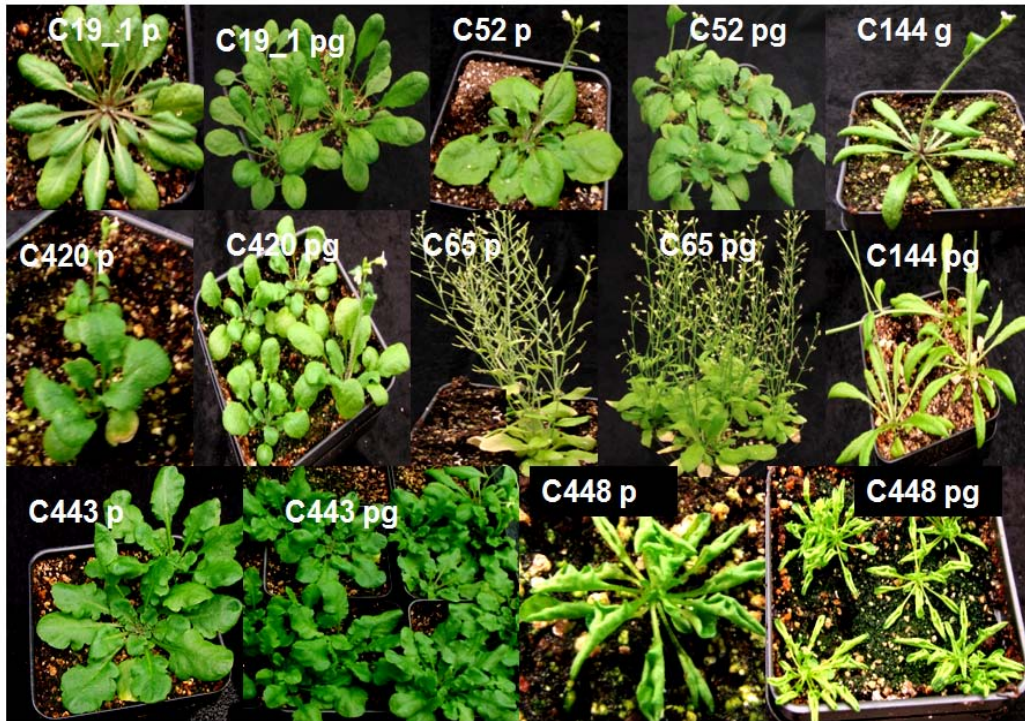 C19_1 p
C19_1 pg
C52 p
C52 pg
C144 g
C420 p
C420 pg
C65 p
C65 pg
C144 pg
C443 p
C443 pg
C448 p
C448 pg